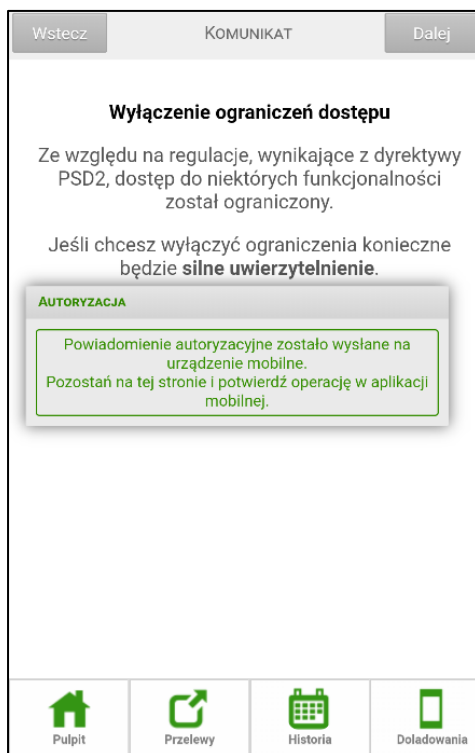 Wstecz
KOMUNIKAT
Dalej
Wyłączenie ograniczeń dostępu
Ze względu na regulacje, wynikające z dyrektywy
PSD2, dostęp do niektórych funkcjonalności
został ograniczony.
Jeśli chcesz wyłączyć ograniczenia konieczne
będzie silne uwierzytelnienie.
AUTORYZACJA
Powiadomienie autoryzacyjne zostało wysłane na
urządzenie mobilne.
Pozostań na tej stronie i potwierdź operację w aplikacji
mobilnej.
Pulpit
Przelewy
Historia
Doladowania